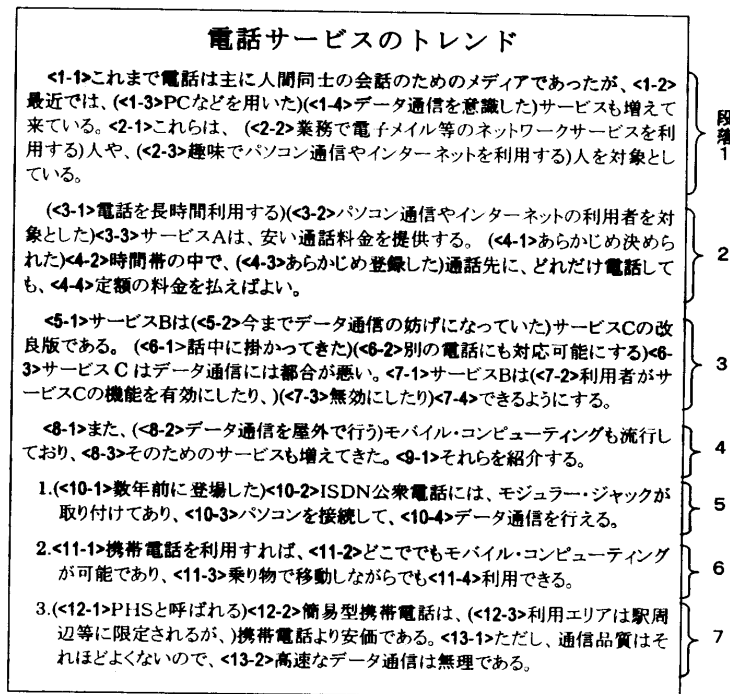 電話サービスのトレンド
<1-1>これまで電話は主に人間同士の会話のためのメディアであったが、<1-2>
最近では、(<1-3>PCなどを用いた)(<1-4>データ通信を意識した)サービスも増えて
来ている。<2-1>これらは、(<2-2>業務で電子メイル等のネットワークサービスを利
用する)人や、(<2-3>趣味でパソコン通信やインターネットを利用する)人を対象とし
ている。
段落1
(<3-1>電話を長時間利用する)(<3-2>パソコン通信やインターネットの利用者を対
象とした)<3-3>サービスAは、安い通話料金を提供する。(<4-1>あらかじめ決めら
れた)<4-2>時間帯の中で、(<4-3>あらかじめ登録した)通話先に、どれだけ電話して
も、<4-4>定額の料金を払えばよい。
2
<5-1>サービスBは(<5-2>今までデータ通信の妨げになっていた)サービスCの改
良版である。(<6-1>話中に掛かってきた)(<6-2>別の電話にも対応可能にする)<6-
3>サービスCはデータ通信には都合が悪い。<7-1>サービスBは(<7-2>利用者がサ
ービスCの機能を有効にしたり、)(<7-3>無効にしたり)<7-4>できるようにする。
3
<8-1>また、(<8-2>データ通信を屋外で行う)モバイル・コンピューティングも流行し
ており、<8-3>そのためのサービスも増えてきた。<9-1>それらを紹介する。
4
1.(<10-1>数年前に登場した)<10-2>ISDN公衆電話には、モジュラー・ジャックが
取り付けてあり、<10-3>パソコンを接続して、<10-4>データ通信を行える。
5
2.<11-1>携帯電話を利用すれば、<11-2>どこででもモバイル・コンピューティング
が可能であり、<11-3>乗り物で移動しながらでも<11-4>利用できる。
6
3.(<12-1>PHSと呼ばれる)<12-2>簡易型携帯電話は、(<12-3>利用エリアは駅周
辺等に限定されるが、)携帯電話より安価である。<13-1>ただし、通信品質はそ
れほどよくないので、<13-2>高速なデータ通信は無理である。
7